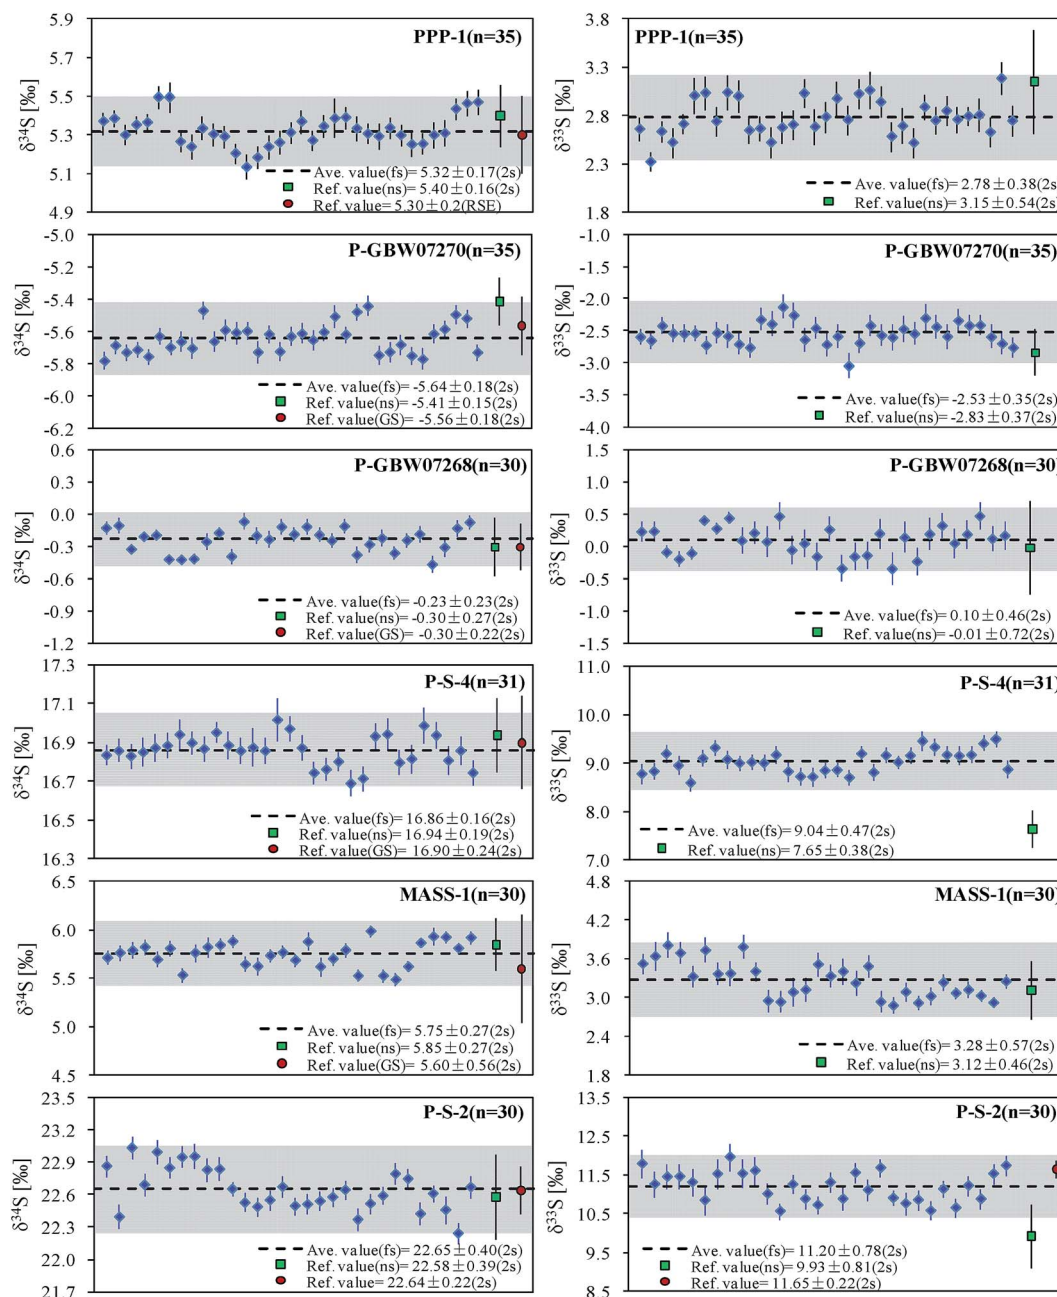 PPP-1(n=35)
δ34S [‰]
5.9
5.7
5.5
5.3
5.1
4.9
Ave. value(fs)= 5.32±0.17(2s)
Ref. value(ns)= 5.40±0.16(2s)
Ref. value= 5.30±0.2(RSE)
PPP-1(n=35)
δ33S [‰]
3.8
3.3
2.8
2.3
1.8
Ave. value(fs)= 2.78±0.38(2s)
Ref. value(ns)= 3.15±0.54(2s)
P-GBW07270(n=35)
δ34S [‰]
-5.0
-5.2
-5.4
-5.6
-5.8
-6.0
-6.2
Ave. value(fs)= -5.64±0.18(2s)
Ref. value(ns)= -5.41±0.15(2s)
Ref. value(GS)= -5.56±0.18(2s)
P-GBW07270(n=35)
δ33S [‰]
-1.0
-1.5
-2.0
-2.5
-3.0
-3.5
-4.0
Ave. value(fs)= -2.53±0.35(2s)
Ref. value(ns)= -2.83±0.37(2s)
P-GBW07268(n=30)
δ34S [‰]
0.6
0.3
0.0
-0.3
-0.6
-0.9
-1.2
Ave. value(fs)= -0.23±0.23(2s)
Ref. value(ns)= -0.30±0.27(2s)
Ref. value(GS)= -0.30±0.22(2s)
P-GBW07268(n=30)
δ33S [‰]
1.5
1.0
0.5
0.0
-0.5
-1.0
-1.5
Ave. value(fs)= 0.10±0.46(2s)
Ref. value(ns)= -0.01±0.72(2s)
P-S-4(n=31)
δ34S [‰]
17.3
17.1
16.9
16.7
16.5
16.3
Ave. value(fs)= 16.86±0.16(2s)
Ref. value(ns)= 16.94±0.19(2s)
Ref. value(GS)= 16.90±0.24(2s)
P-S-4(n=31)
δ33S [‰]
11.0
10.0
9.0
8.0
7.0
Ave. value(fs)= 9.04±0.47(2s)
Ref. value(ns)= 7.65±0.38(2s)
MASS-1(n=30)
δ34S [‰]
6.5
6.0
5.5
5.0
4.5
Ave. value(fs)= 5.75±0.27(2s)
Ref. value(ns)= 5.85±0.27(2s)
Ref. value(GS)= 5.60±0.56(2s)
MASS-1(n=30)
δ33S [‰]
4.8
4.2
3.6
3.0
2.4
1.8
Ave. value(fs)= 3.28±0.57(2s)
Ref. value(ns)= 3.12±0.46(2s)
P-S-2(n=30)
δ34S [‰]
23.5
23.2
22.9
22.6
22.3
22.0
21.7
Ave. value(fs)= 22.65±0.40(2s)
Ref. value(ns)= 22.58±0.39(2s)
Ref. value= 22.64±0.22(2s)
P-S-2(n=30)
δ33S [‰]
13.5
12.5
11.5
10.5
9.5
8.5
Ave. value(fs)= 11.20±0.78(2s)
Ref. value(ns)= 9.93±0.81(2s)
Ref. value= 11.65±0.22(2s)